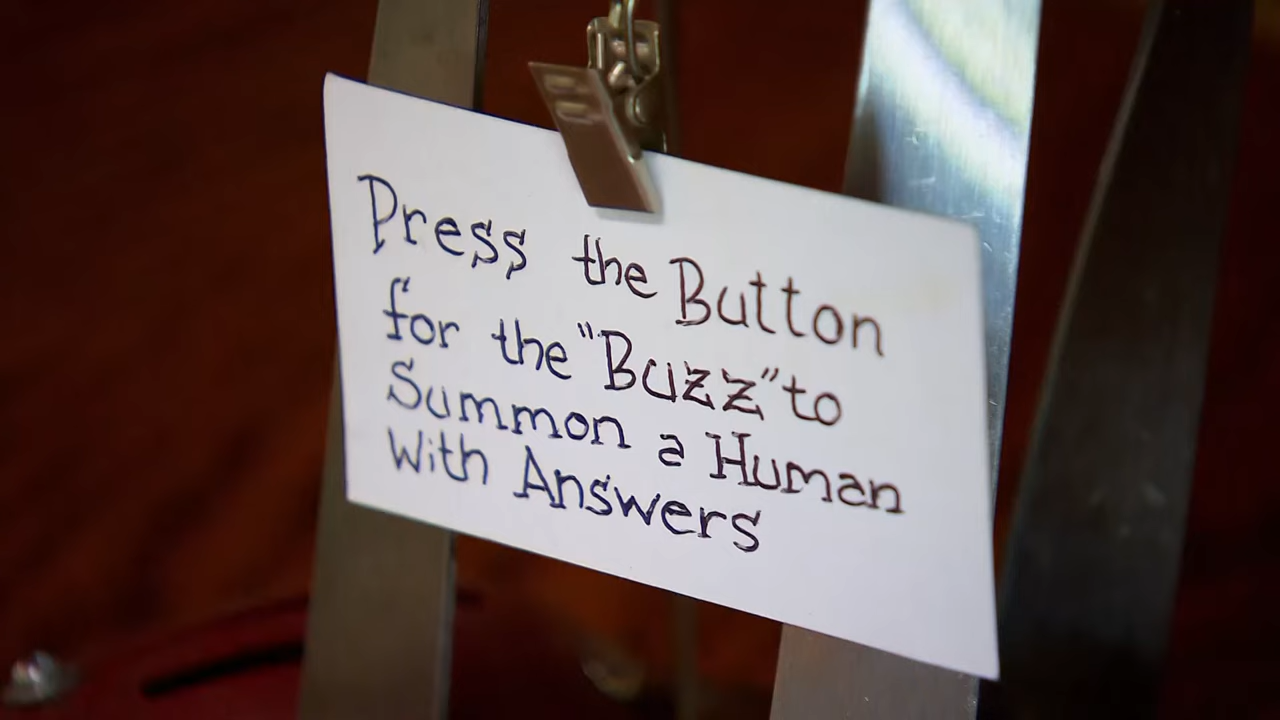 Press the Button
for the "Buzz" to
Summon a Human
With Answers